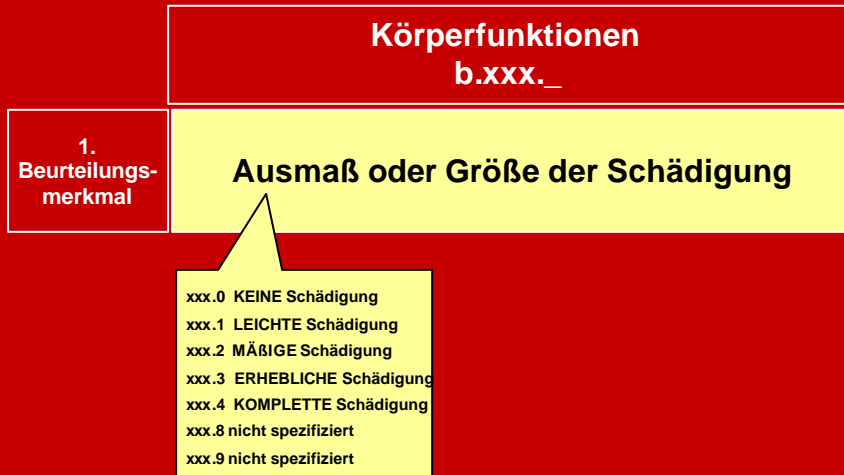 Körperfunktionen
b.xxx._
1.
Beurteilungs-
merkmal
Ausmaß oder Größe der Schädigung
xxx.0 KEINE Schädigung
xxx.1 LEICHTE Schädigung
xxx.2 MÄßIGE Schädigung
xxx.3 ERHEBLICHE Schädigung
xxx.4 KOMPLETTE Schädigung
xxx.8 nicht spezifiziert
xxx.9 nicht spezifiziert